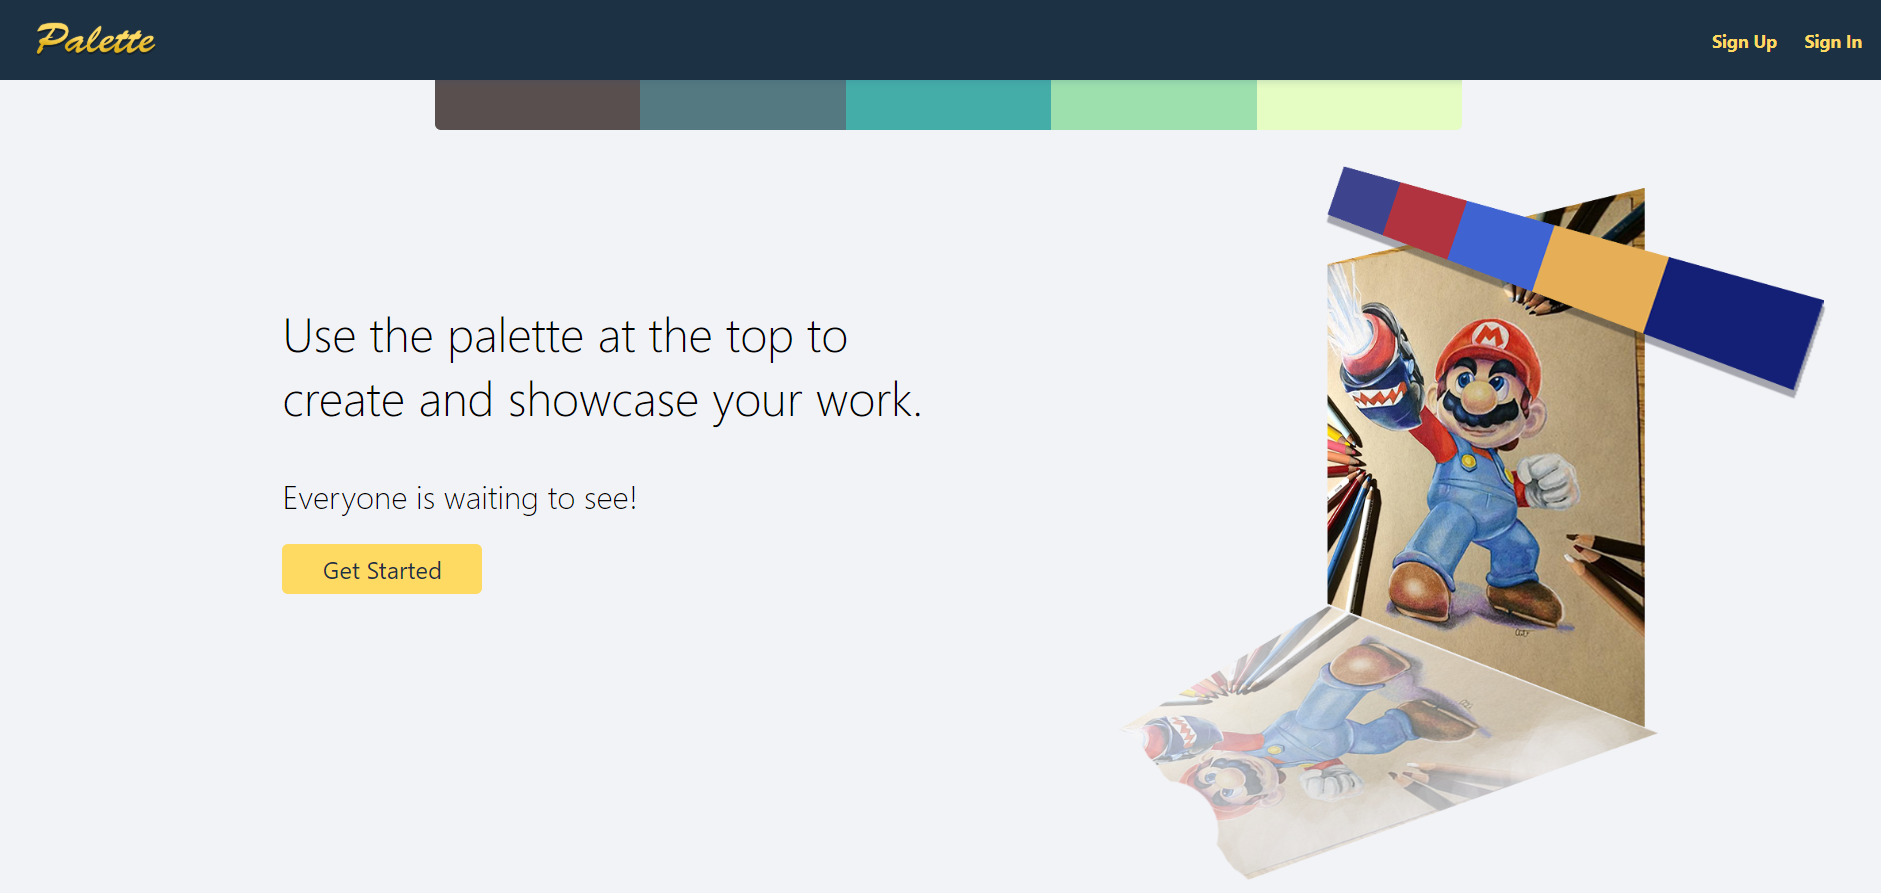 Palette
Sign Up
Sign In
Use the palette at the top to
create and showcase your work.
Everyone is waiting to see!
Get Started
M